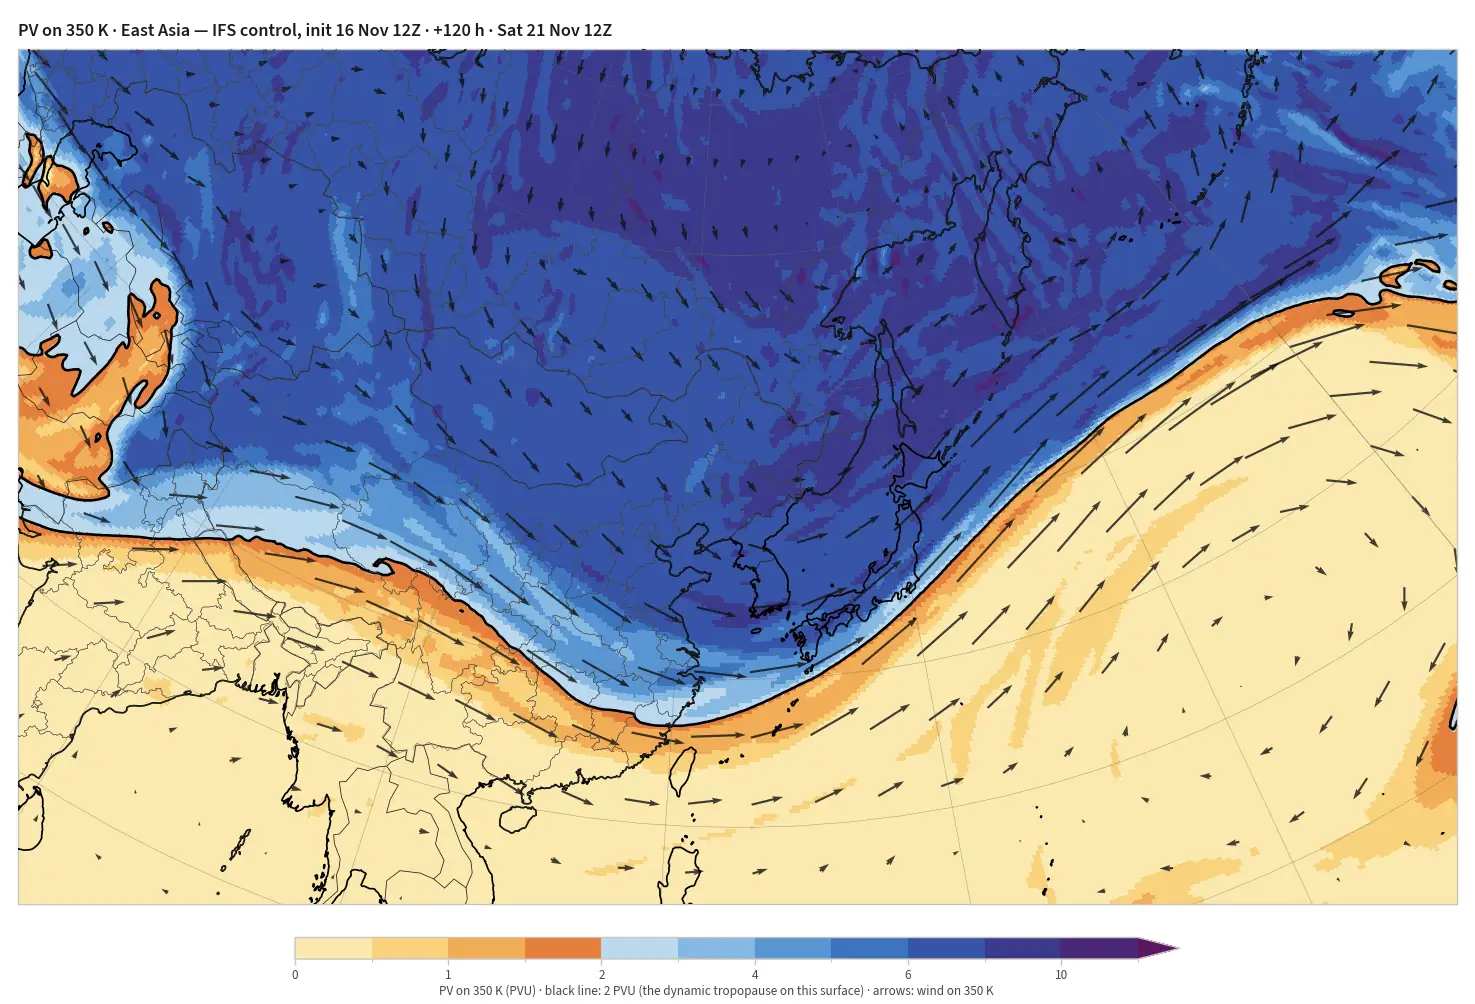 PV on 350 K · East Asia — IFS control, init 16 Nov 12Z · +120 h · Sat 21 Nov 12Z
0 1 2 4 6 10
PV on 350 K (PVU) · black line: 2 PVU (the dynamic tropopause on this surface) · arrows: wind on 350 K